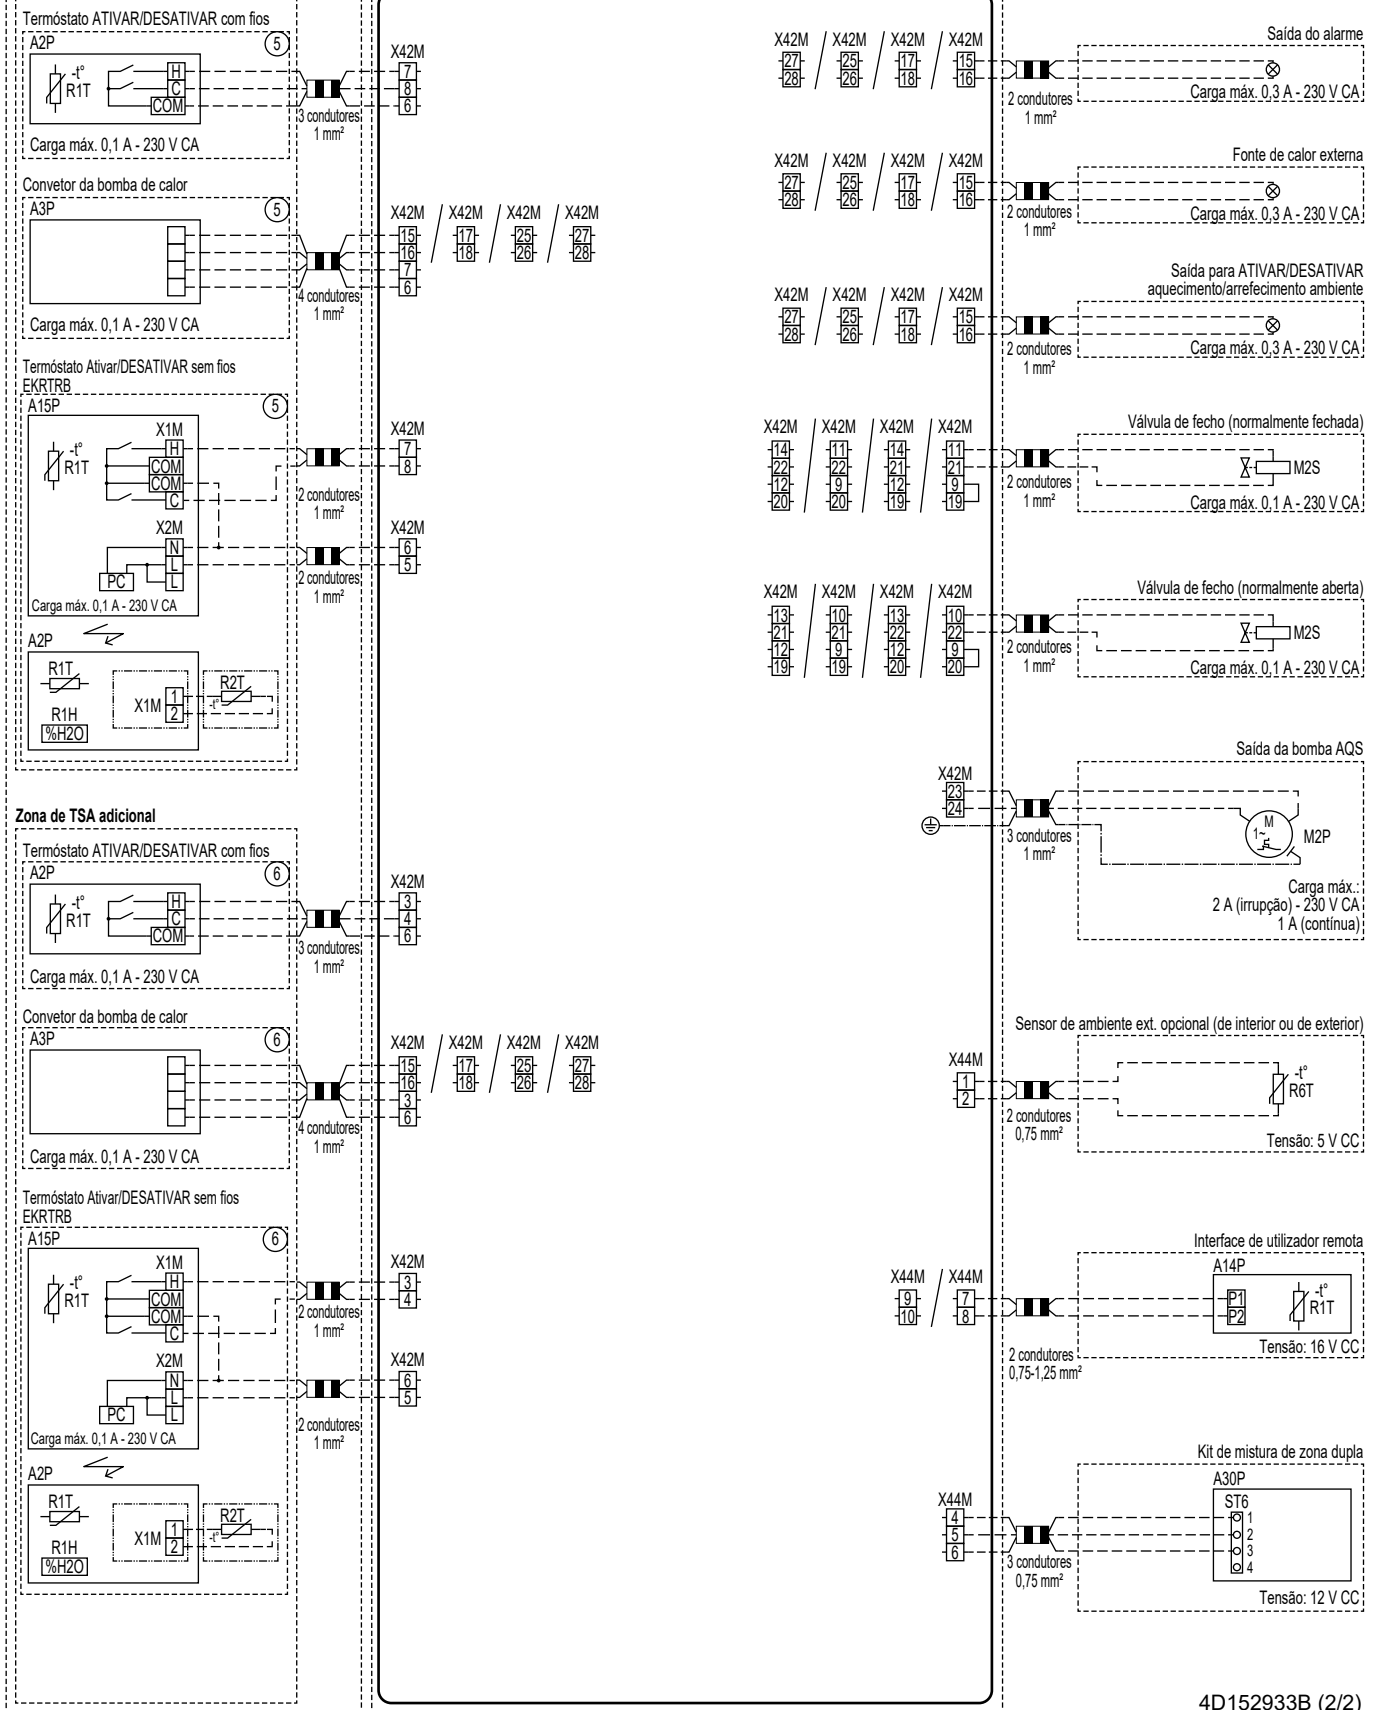 Termóstato ATIVAR/DESATIVAR com fios
A2P
5
-t°
R1T
H
C
COM
Carga máx. 0,1 A - 230 V CA
3 condutores
1 mm²
X42M
7
8
6
Convetor da bomba de calor
A3P
5
Carga máx. 0,1 A - 230 V CA
4 condutores
1 mm²
X42M / X42M / X42M / X42M
15 17 25 27
16 18 26 28
7
6
Termóstato Ativar/DESATIVAR sem fios
EKRTRB
A15P
5
X1M
-t°
R1T
H
COM
COM
C
X2M
N
L
L
PC
Carga máx. 0,1 A - 230 V CA
2 condutores
1 mm²
X42M
7
8
2 condutores
1 mm²
X42M
6
5
A2P
R1T
R1H
%H2O
X1M
1
2
R2T
-t°
Zona de TSA adicional
Termóstato ATIVAR/DESATIVAR com fios
A2P
6
-t°
R1T
H
C
COM
Carga máx. 0,1 A - 230 V CA
3 condutores
1 mm²
X42M
3
4
6
Convetor da bomba de calor
A3P
6
Carga máx. 0,1 A - 230 V CA
4 condutores
1 mm²
X42M / X42M / X42M / X42M
15 17 25 27
16 18 26 28
3
6
Termóstato Ativar/DESATIVAR sem fios
EKRTRB
A15P
6
X1M
-t°
R1T
H
COM
COM
C
X2M
N
L
L
PC
Carga máx. 0,1 A - 230 V CA
2 condutores
1 mm²
X42M
3
4
2 condutores
1 mm²
X42M
6
5
A2P
R1T
R1H
%H2O
X1M
1
2
R2T
-t°
Saída do alarme
X42M / X42M / X42M / X42M
27 25 17 15
28 26 18 16
2 condutores
1 mm²
Carga máx. 0,3 A - 230 V CA
Fonte de calor externa
X42M / X42M / X42M / X42M
27 25 17 15
28 26 18 16
2 condutores
1 mm²
Carga máx. 0,3 A - 230 V CA
Saída para ATIVAR/DESATIVAR
aquecimento/arrefecimento ambiente
X42M / X42M / X42M / X42M
27 25 17 15
28 26 18 16
2 condutores
1 mm²
Carga máx. 0,3 A - 230 V CA
Válvula de fecho (normalmente fechada)
X42M / X42M / X42M / X42M
14 11 14 11
22 22 21 21
12 9 12 9
20 20 19 19
2 condutores
1 mm²
M2S
Carga máx. 0,1 A - 230 V CA
Válvula de fecho (normalmente aberta)
X42M / X42M / X42M / X42M
13 10 13 10
21 21 22 22
12 9 12 9
19 19 20 20
2 condutores
1 mm²
M2S
Carga máx. 0,1 A - 230 V CA
Saída da bomba AQS
X42M
23
24
3 condutores
1 mm²
M
1~
M2P
Carga máx.:
2 A (irrupção) - 230 V CA
1 A (contínua)
Sensor de ambiente ext. opcional (de interior ou de exterior)
X44M
1
2
2 condutores
0,75 mm²
-t°
R6T
Tensão: 5 V CC
Interface de utilizador remota
X44M / X44M
9 7
10 8
2 condutores
0,75-1,25 mm²
A14P
P1
P2
-t°
R1T
Tensão: 16 V CC
Kit de mistura de zona dupla
X44M
4
5
6
3 condutores
0,75 mm²
A30P
ST6
1
2
3
4
Tensão: 12 V CC
4D152933B (2/2)